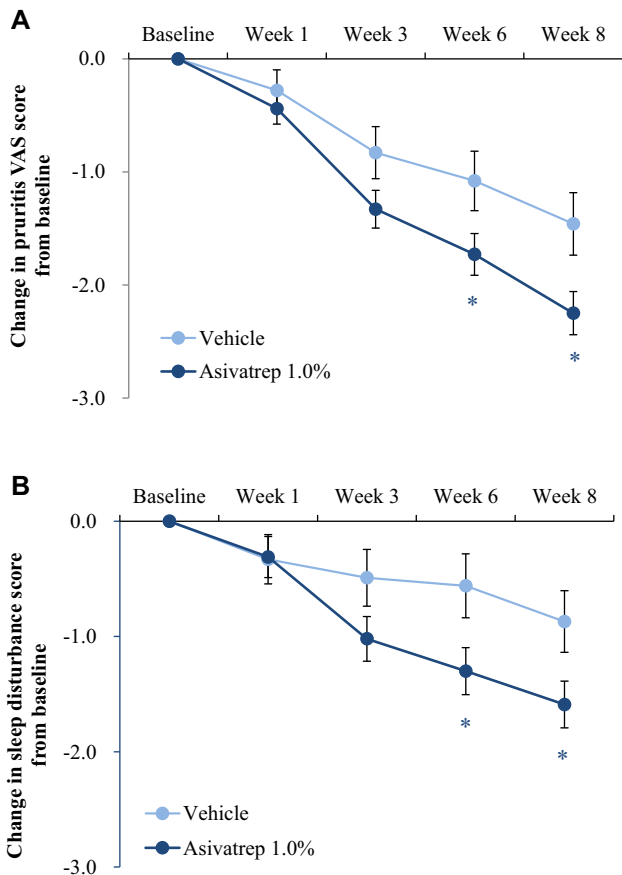 A
Baseline Week 1 Week 3 Week 6 Week 8
0.0
-1.0
-2.0
-3.0
Change in pruritis VAS score
from baseline
*
*
Vehicle
Asivatrep 1.0%
B
Baseline Week 1 Week 3 Week 6 Week 8
0.0
-1.0
-2.0
-3.0
Change in sleep disturbance score
from baseline
*
*
Vehicle
Asivatrep 1.0%